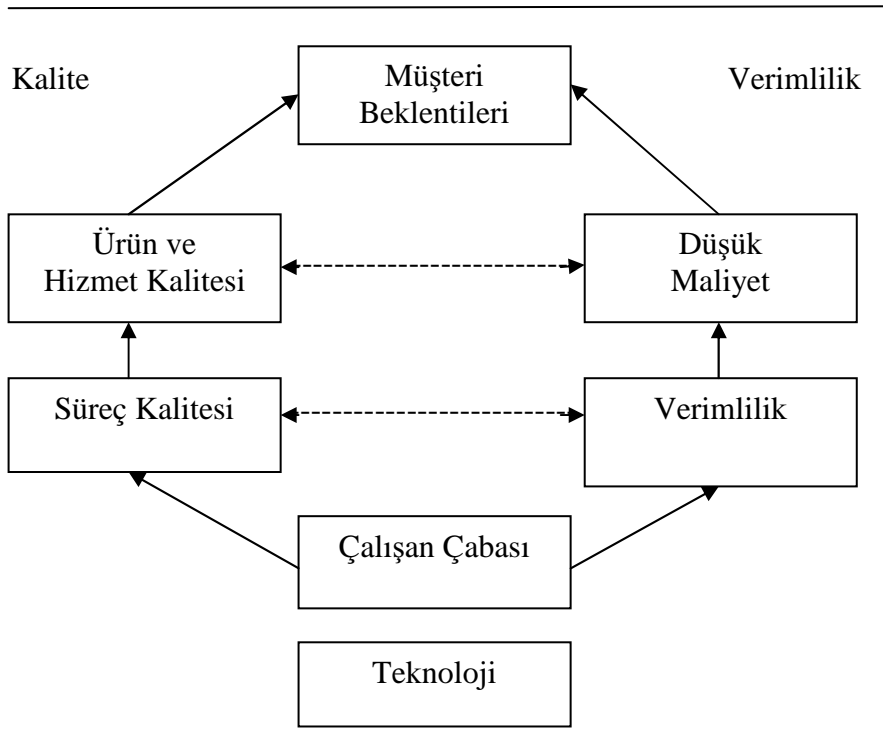 Kalite
Müşteri
Beklentileri
Verimlilik
Ürün ve
Hizmet Kalitesi
Düşük
Maliyet
Süreç Kalitesi
Verimlilik
Çalışan Çabası
Teknoloji